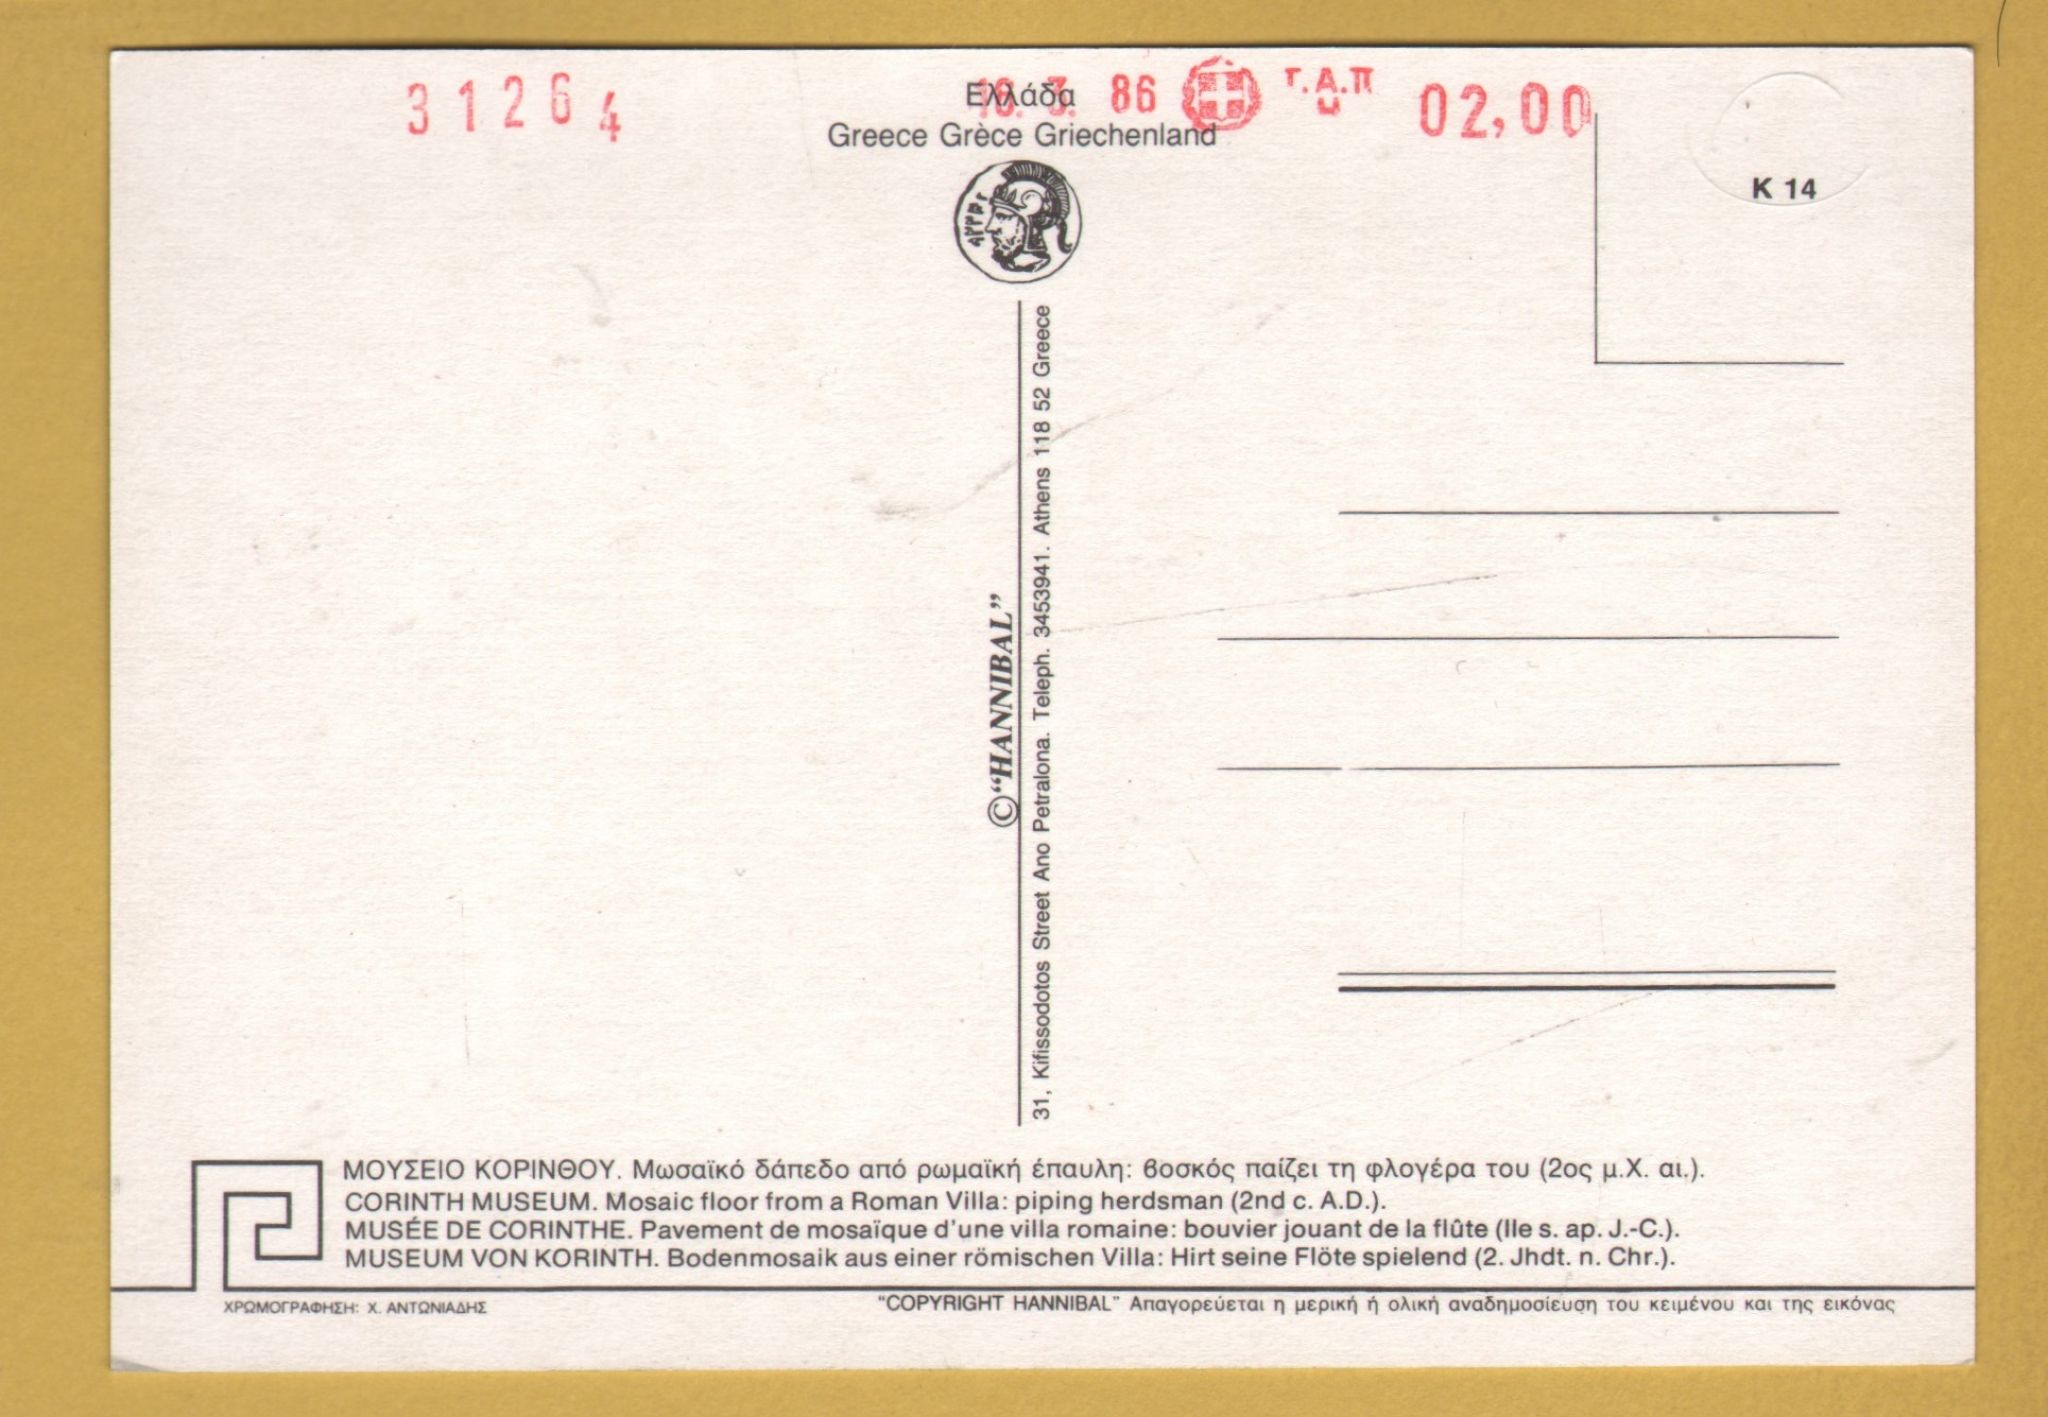 31264
86 Τ.Α.Π 02,00
Ελλάδα
Greece Grèce Griechenland
K 14
©“HANNIBAL”
31, Kifissodotos Street Ano Petralona. Teleph. 3453941. Athens 118 52 Greece
ΜΟΥΣΕΙΟ ΚΟΡΙΝΘΟΥ. Μωσαϊκό δάπεδο από ρωμαϊκή έπαυλη: βοσκός παίζει τη φλογέρα του (2ος μ.Χ. αι.).
CORINTH MUSEUM. Mosaic floor from a Roman Villa: piping herdsman (2nd c. A.D.).
MUSÉE DE CORINTHE. Pavement de mosaïque d’une villa romaine: bouvier jouant de la flûte (IIe s. ap. J.-C.).
MUSEUM VON KORINTH. Bodenmosaik aus einer römischen Villa: Hirt seine Flöte spielend (2. Jhdt. n. Chr.).
ΧΡΩΜΟΓΡΑΦΗΣΗ: Χ. ΑΝΤΩΝΙΑΔΗΣ
“COPYRIGHT HANNIBAL” Απαγορεύεται η μερική ή ολική αναδημοσίευση του κειμένου και της εικόνας